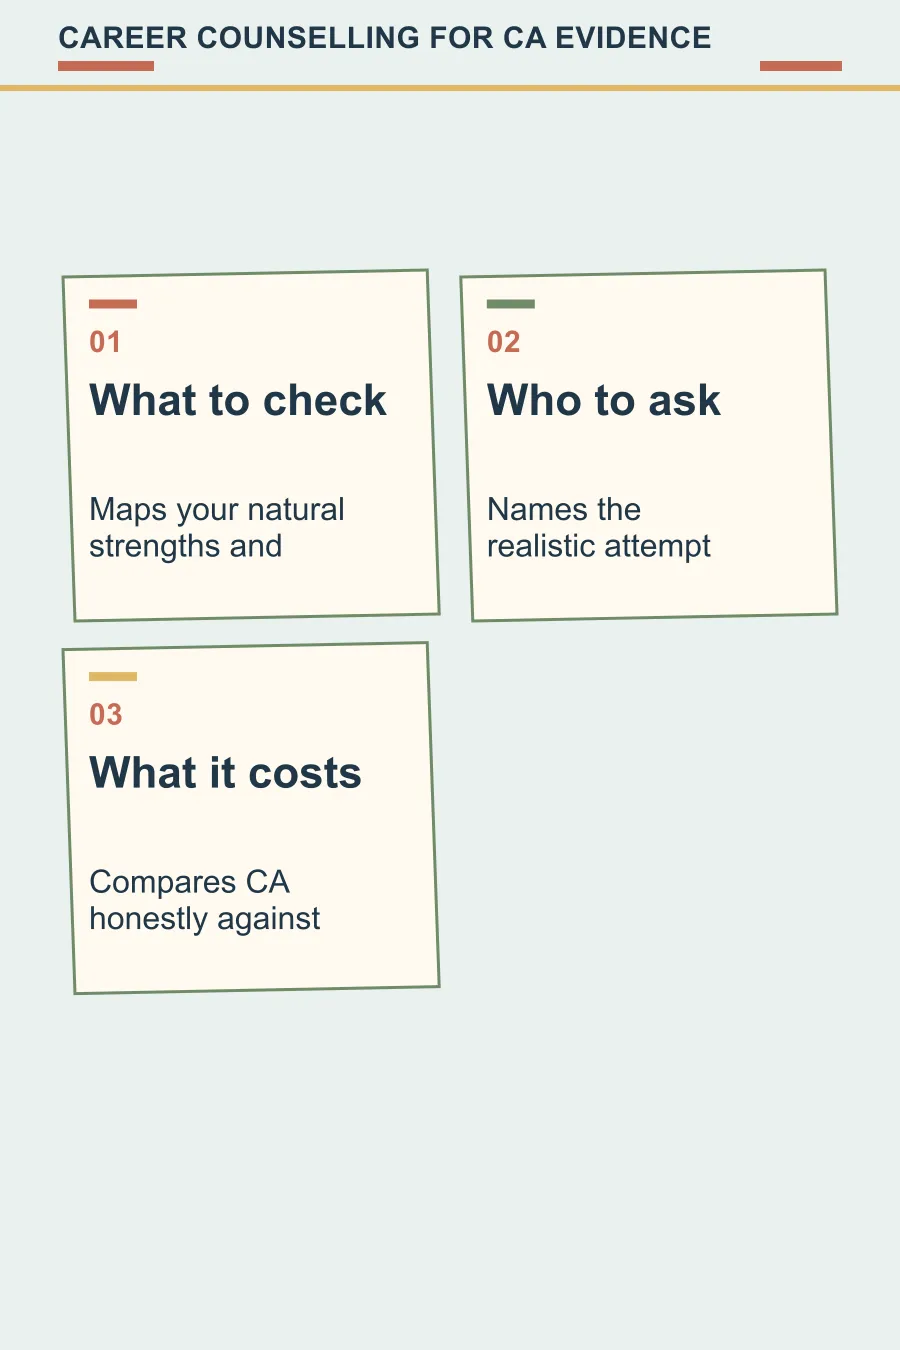 CAREER COUNSELLING FOR CA EVIDENCE
01
What to check
Maps your natural
strengths and
02
Who to ask
Names the
realistic attempt
03
What it costs
Compares CA
honestly against